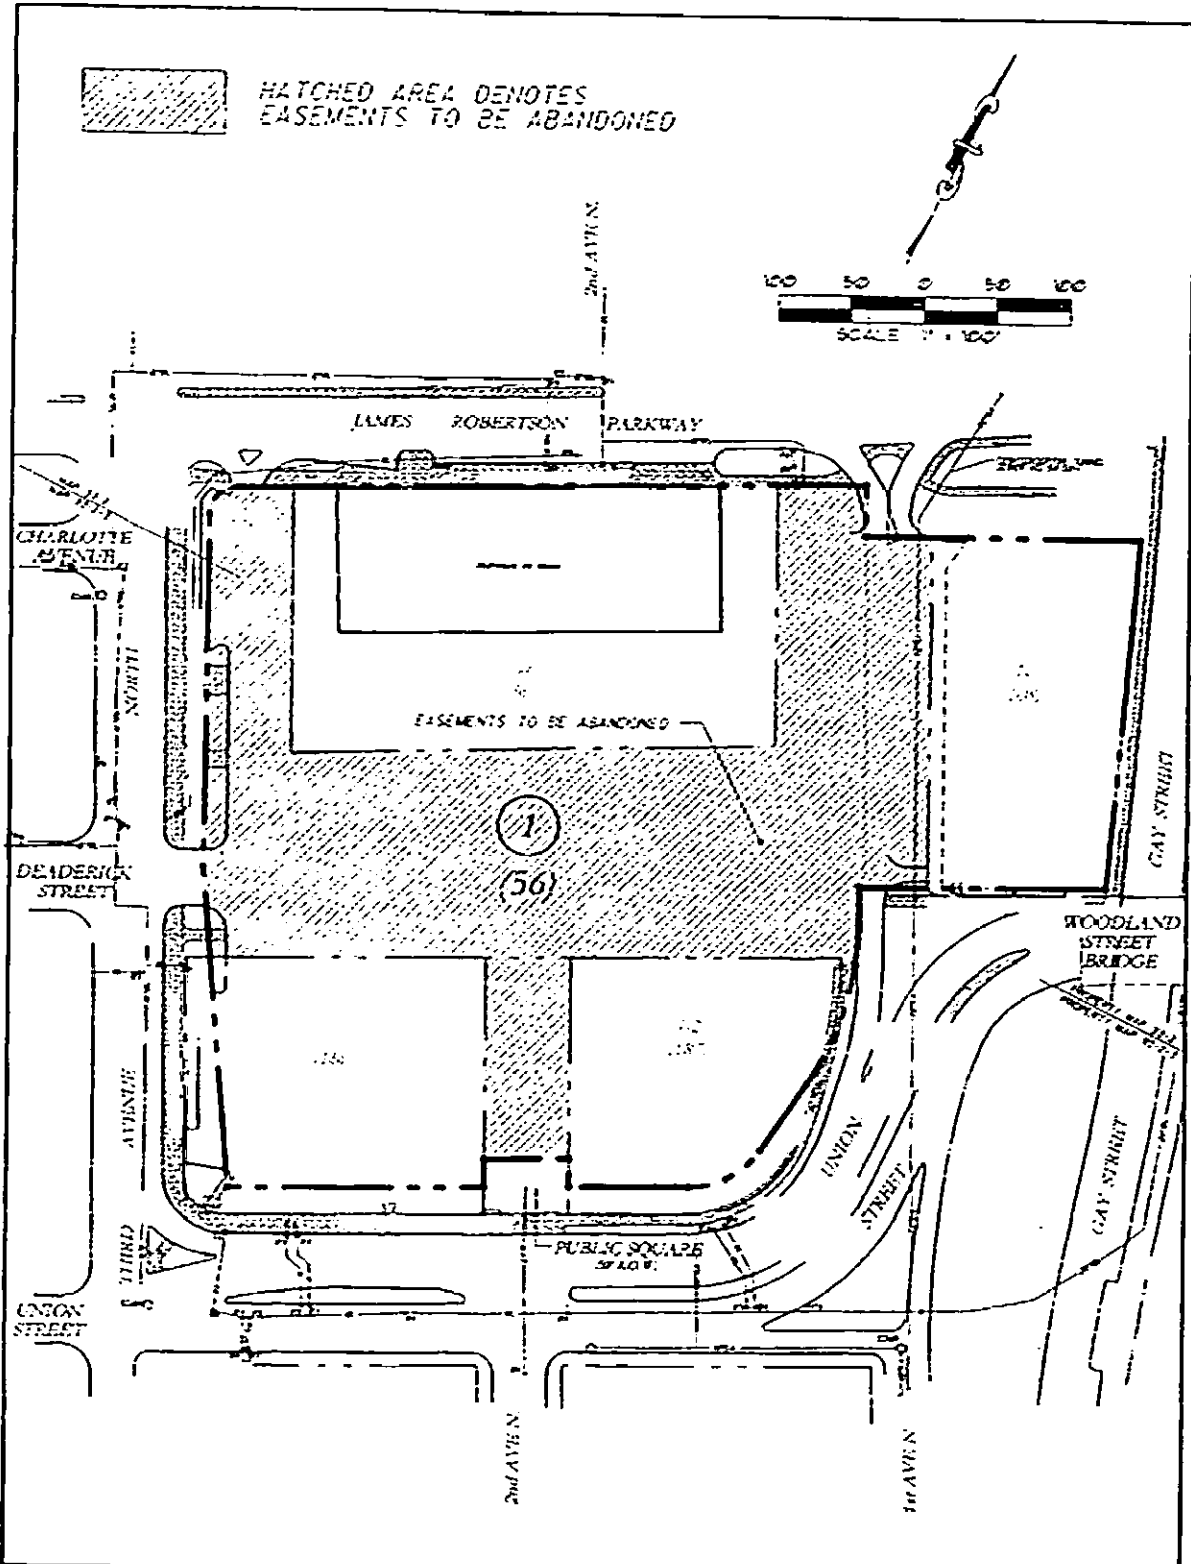 HATCHED AREA DENOTES
EASEMENTS TO BE ABANDONED
2nd AVE N.
100 50 0 50 100
SCALE 1" = 100'
JAMES ROBERTSON PARKWAY
CHARLOTTE
AVENUE
NORTH
EASEMENTS TO BE ABANDONED
1
(56)
DEADERICK
STREET
GAY STREET
WOODLAND
STREET
BRIDGE
AVENUE
UNION
STREET
GAY STREET
THIRD
PUBLIC SQUARE
UNION
STREET
2nd AVE N.
1st AVE N.